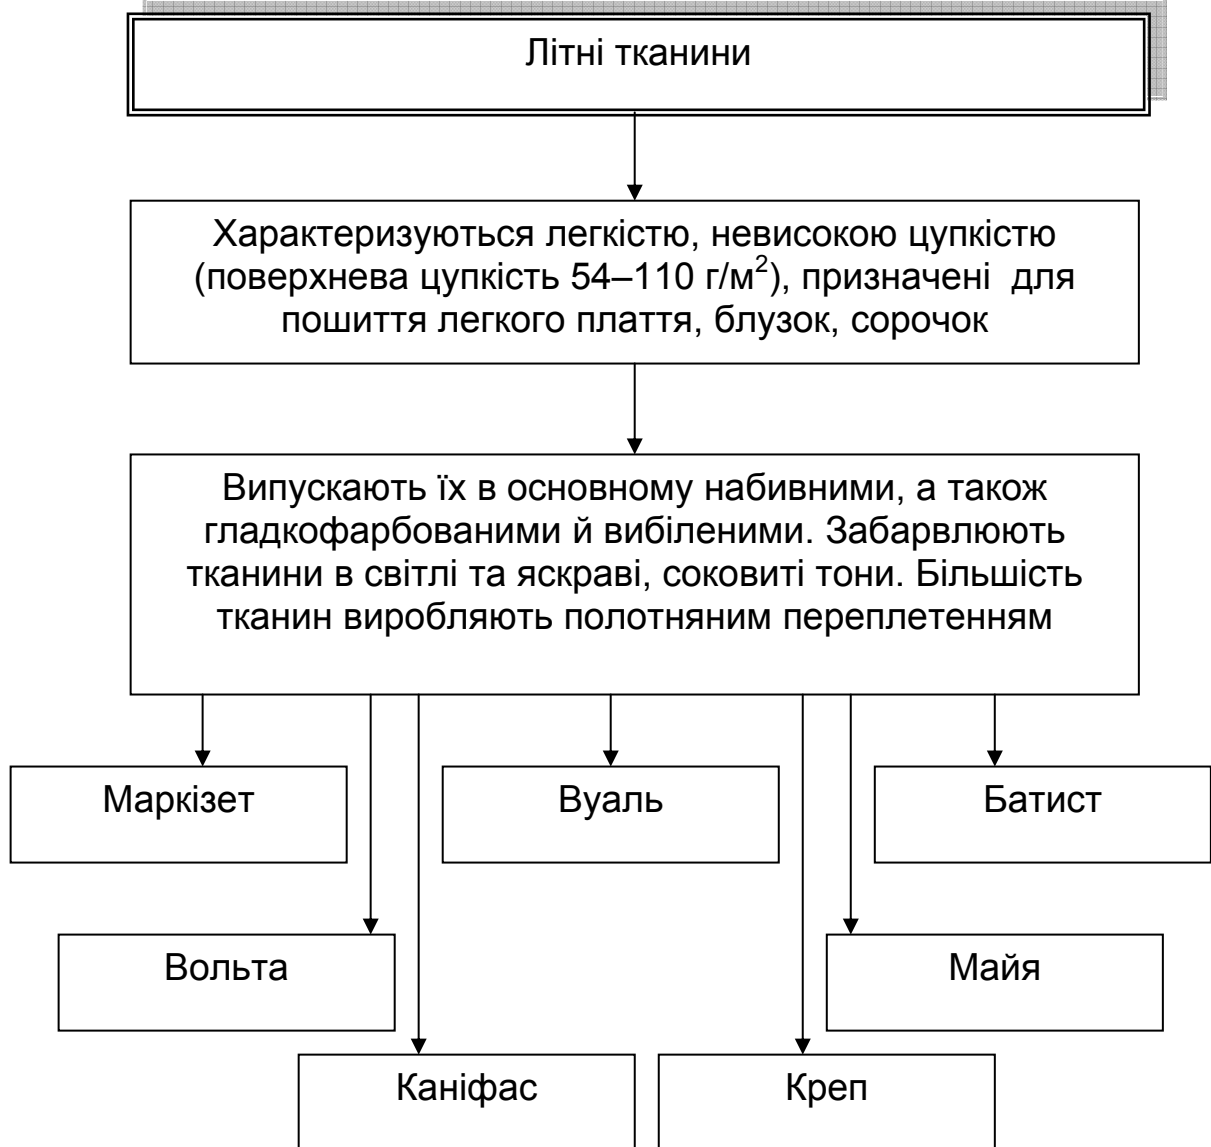 Літні тканини
Характеризуються легкістю, невисокою цупкістю
(поверхнева цупкість 54–110 г/м²), призначені для
пошиття легкого плаття, блузок, сорочок
Випускають їх в основному набивними, а також
гладкофарбованими й вибіленими. Забарвлюють
тканини в світлі та яскраві, соковиті тони. Більшість
тканин виробляють полотняним переплетенням
Маркізет
Вуаль
Батист
Вольта
Майя
Каніфас
Креп